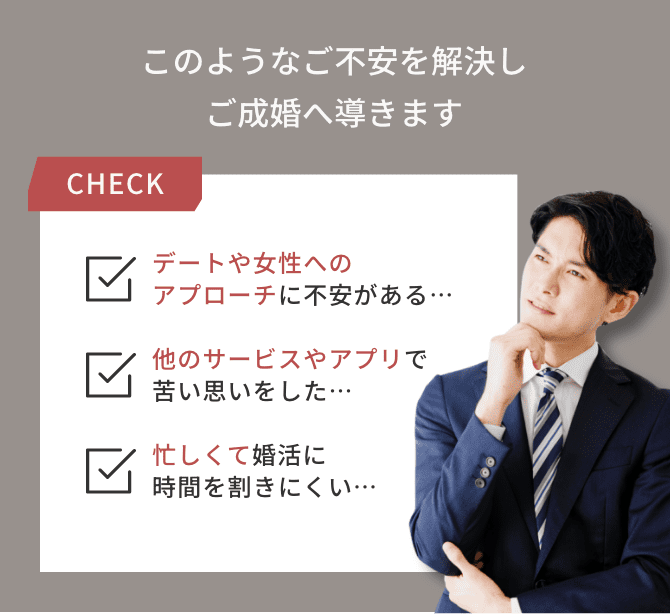 このようなご不安を解決し
ご成婚へ導きます
CHECK
デートや女性への
アプローチに不安がある…
他のサービスやアプリで
苦い思いをした…
忙しくて婚活に
時間を割きにくい…